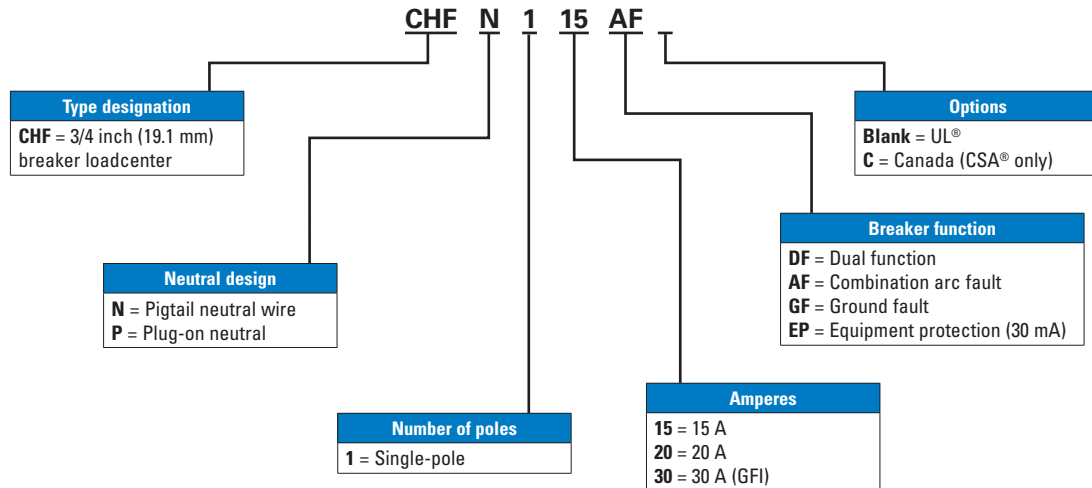 CHF N 1 15 AF
Type designation
CHF = 3/4 inch (19.1 mm)
breaker loadcenter
Options
Blank = UL®
C = Canada (CSA® only)
Breaker function
DF = Dual function
AF = Combination arc fault
GF = Ground fault
EP = Equipment protection (30 mA)
Neutral design
N = Pigtail neutral wire
P = Plug-on neutral
Amperes
15 = 15 A
20 = 20 A
30 = 30 A (GFI)
Number of poles
1 = Single-pole